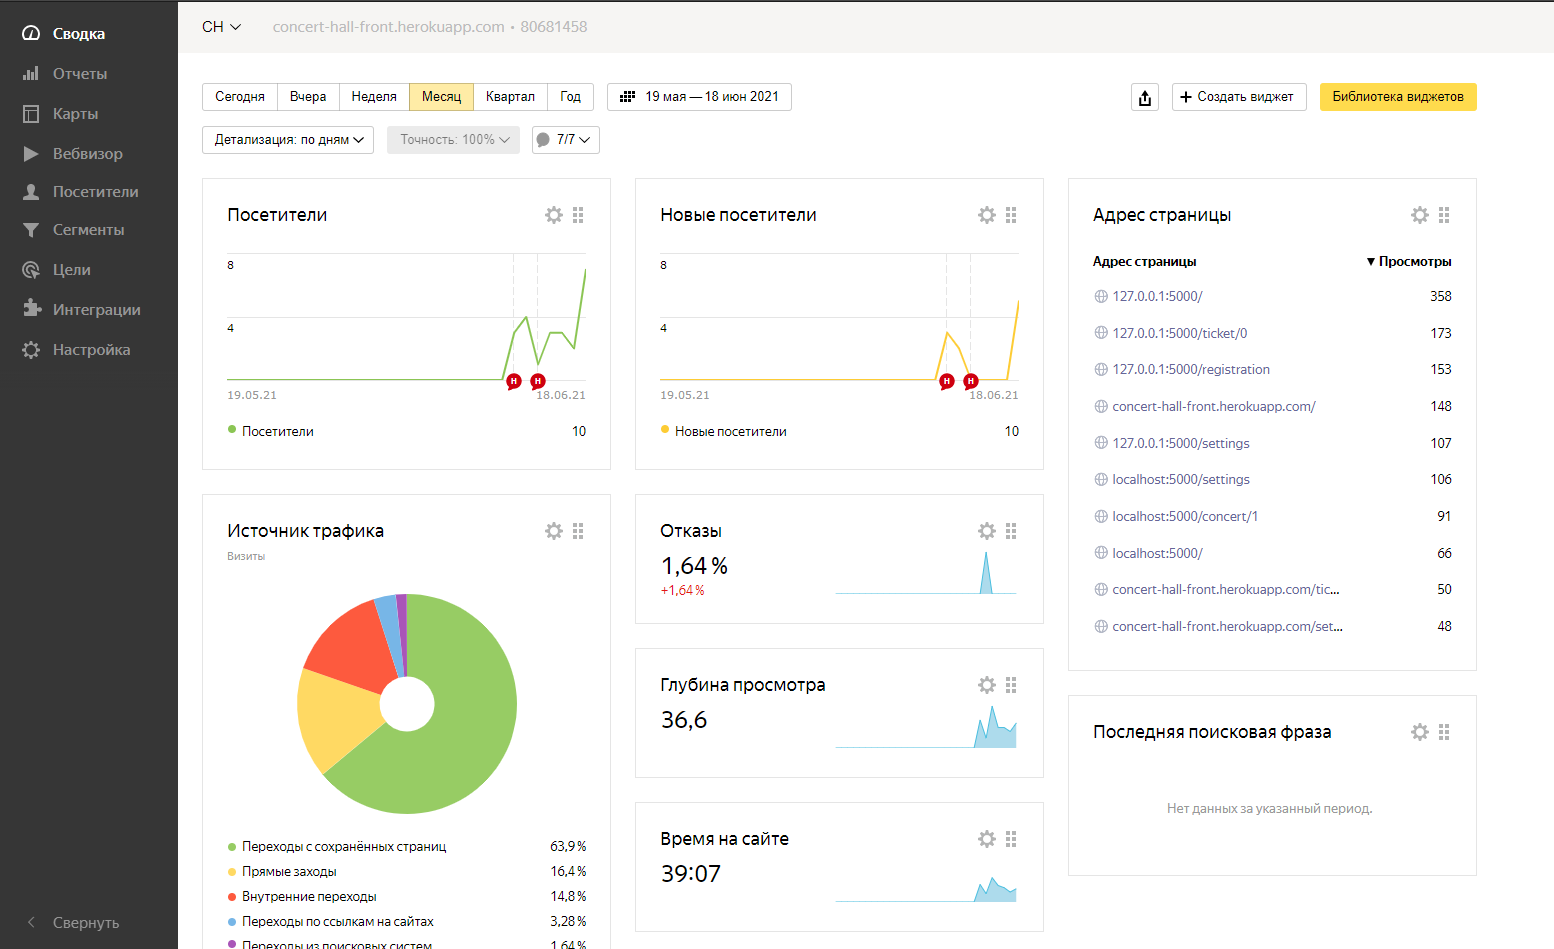 Сводка
Отчеты
Карты
Вебвизор
Посетители
Сегменты
Цели
Интеграции
Настройка
Свернуть
CH concert-hall-front.herokuapp.com • 80681458
Сегодня Вчера Неделя Месяц Квартал Год 19 мая — 18 июн 2021 + Создать виджет Библиотека виджетов
Детализация: по дням Точность: 100% 7/7
Посетители
8
4
Н Н
19.05.21 18.06.21
Посетители 10
Новые посетители
8
4
Н Н
19.05.21 18.06.21
Новые посетители 10
Адрес страницы
Адрес страницы ▼ Просмотры
127.0.0.1:5000/ 358
127.0.0.1:5000/ticket/0 173
127.0.0.1:5000/registration 153
concert-hall-front.herokuapp.com/ 148
127.0.0.1:5000/settings 107
localhost:5000/settings 106
localhost:5000/concert/1 91
localhost:5000/ 66
concert-hall-front.herokuapp.com/tic... 50
concert-hall-front.herokuapp.com/set... 48
Источник трафика
Визиты
Переходы с сохранённых страниц 63,9 %
Прямые заходы 16,4 %
Внутренние переходы 14,8 %
Переходы по ссылкам на сайтах 3,28 %
Переходы из поисковых систем 1,64 %
Отказы
1,64 %
+1,64 %
Глубина просмотра
36,6
Время на сайте
39:07
Последняя поисковая фраза
Нет данных за указанный период.